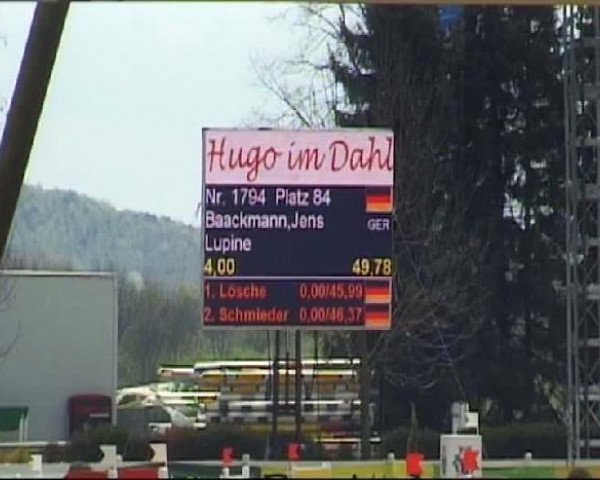 Hugo im Dahl
Nr. 1794 Platz 84
Baackmann,Jens GER
Lupine
4,00 49.78
1. Lösche 0,00/45,99
2. Schmieder 0,00/46,37